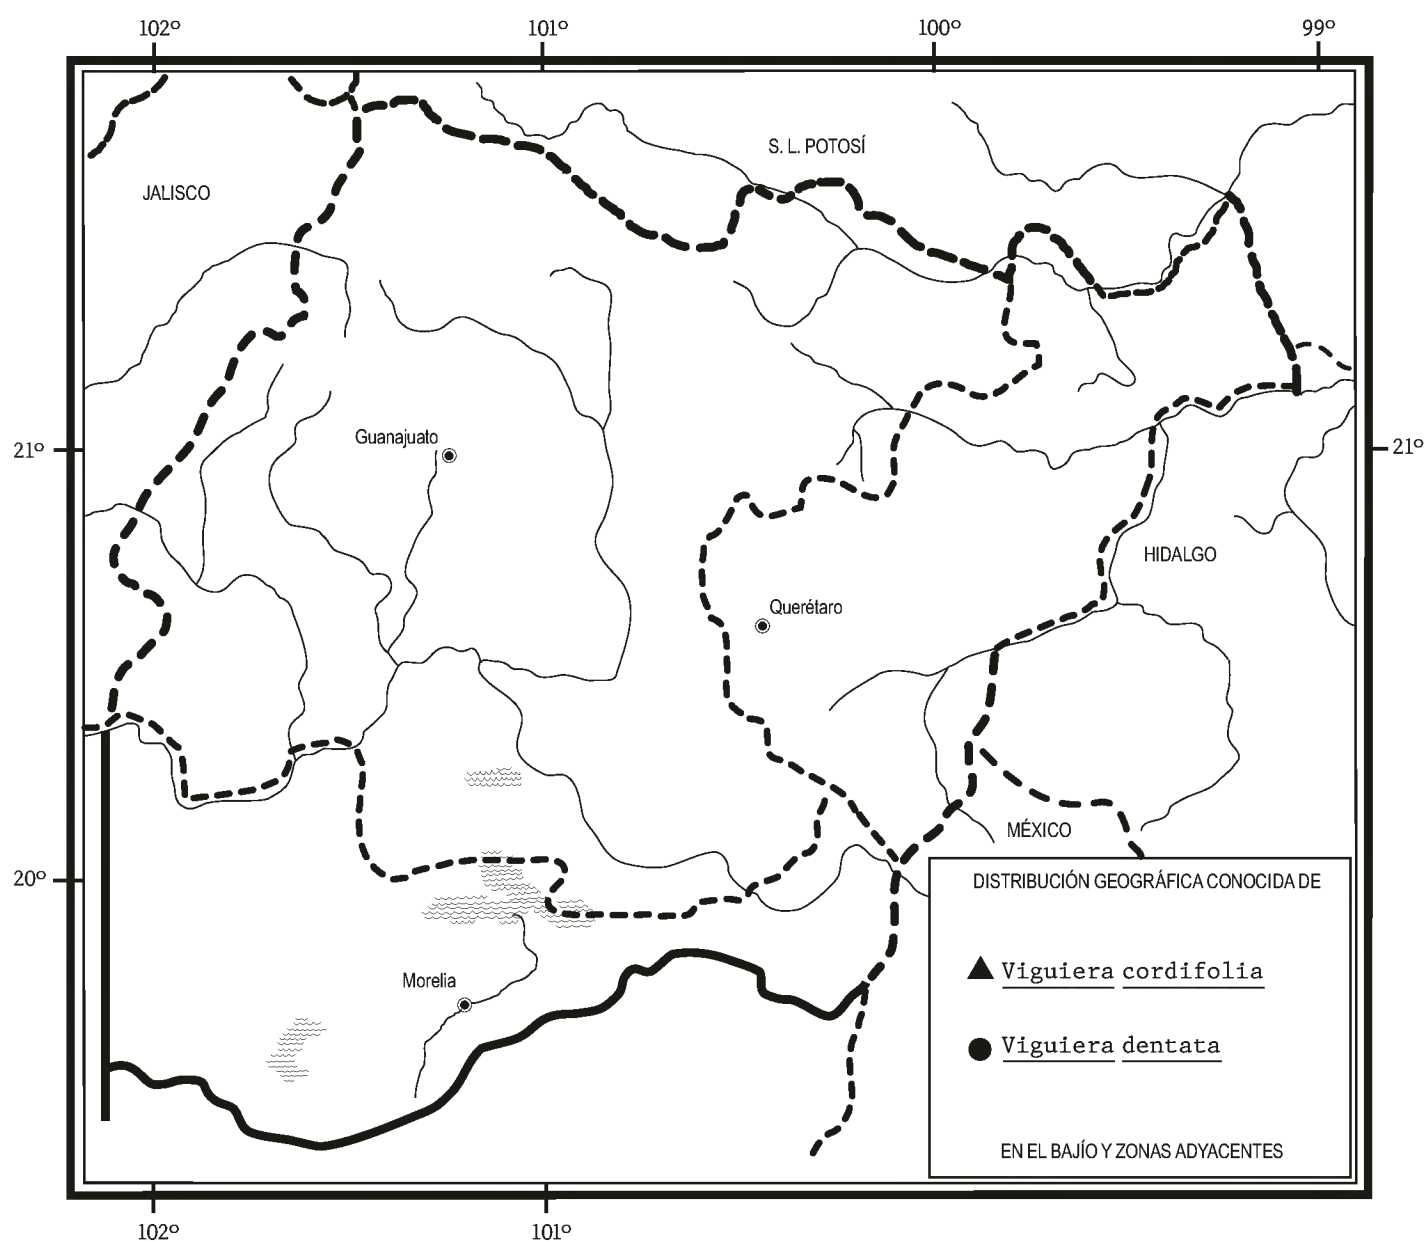 102º 101º 100º 99º
S. L. POTOSÍ
JALISCO
Guanajuato
21º
21º
HIDALGO
Querétaro
MÉXICO
20º
DISTRIBUCIÓN GEOGRÁFICA CONOCIDA DE
Viguiera cordifolia
Morelia
Viguiera dentata
EN EL BAJÍO Y ZONAS ADYACENTES
102º 101º